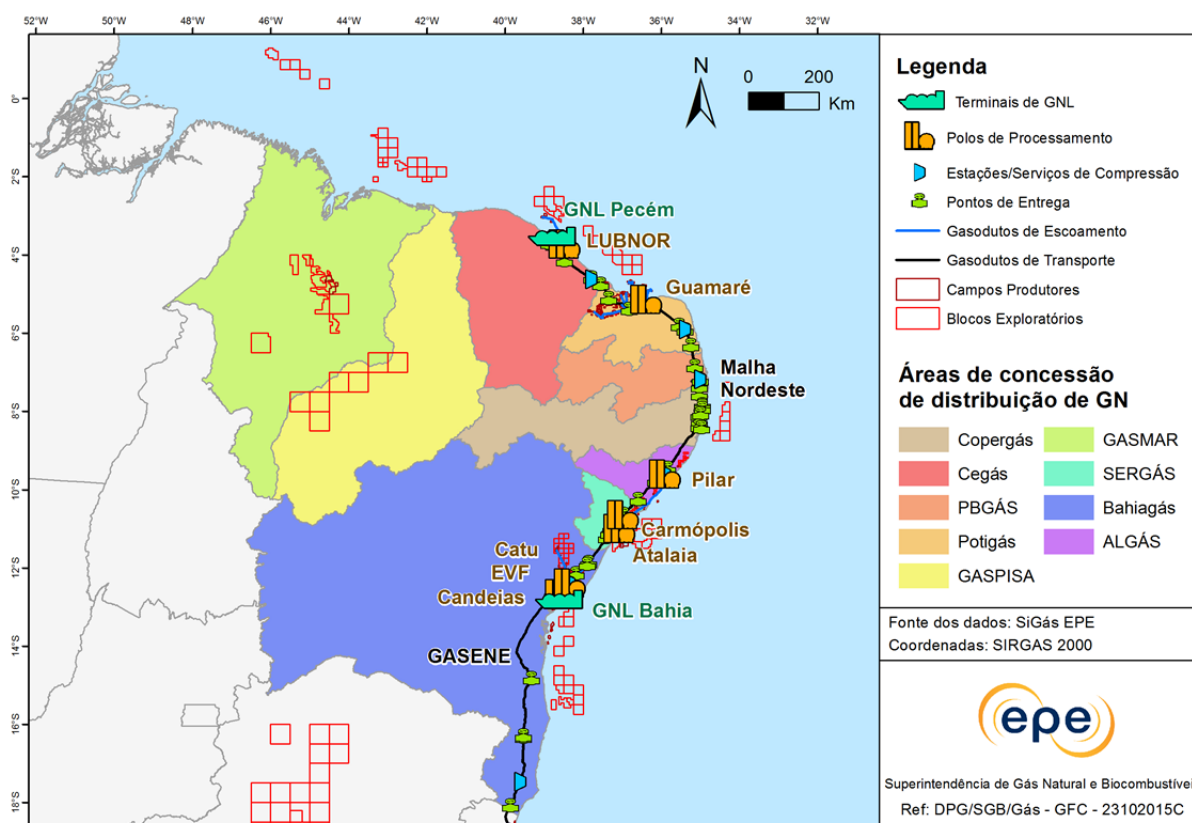 52°W 50°W 48°W 46°W 44°W 42°W 40°W 38°W 36°W 34°W 32°W
0°
2°S
4°S
6°S
8°S
10°S
12°S
14°S
16°S
18°S
N
0 200
Km
GNL Pecém
LUBNOR
Guamaré
Malha
Nordeste
Pilar
Carmópolis
Atalaia
Catu
EVF
Candeias
GNL Bahia
GASENE
Legenda
Terminais de GNL
Polos de Processamento
Estações/Serviços de Compressão
Pontos de Entrega
Gasodutos de Escoamento
Gasodutos de Transporte
Campos Produtores
Blocos Exploratórios
Áreas de concessão
de distribuição de GN
Copergás GASMAR
Cegás SERGÁS
PBGÁS Bahiagás
Potigás ALGÁS
GASPISA
Fonte dos dados: SiGás EPE
Coordenadas: SIRGAS 2000
epe
Superintendência de Gás Natural e Biocombustíveis
Ref: DPG/SGB/Gás - GFC - 23102015C